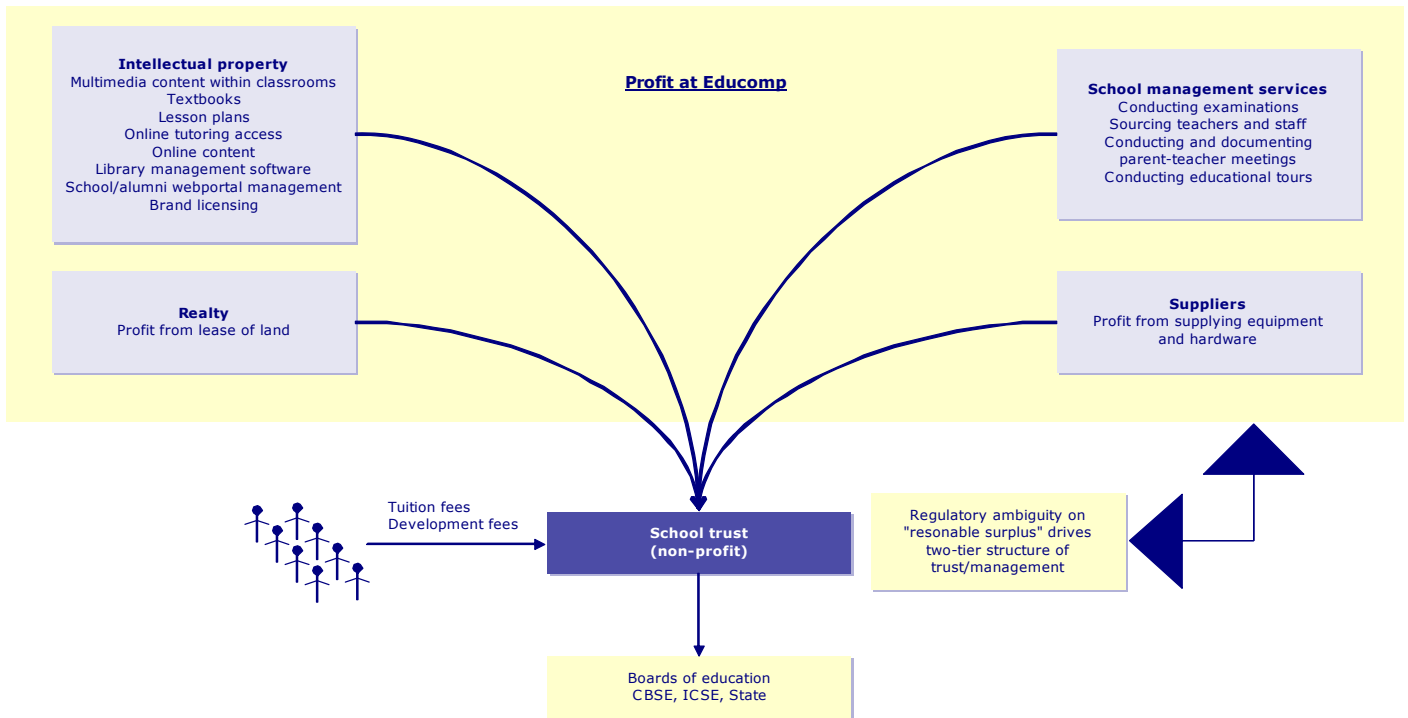 Profit at Educomp
Intellectual property
Multimedia content within classrooms
Textbooks
Lesson plans
Online tutoring access
Online content
Library management software
School/alumni webportal management
Brand licensing
School management services
Conducting examinations
Sourcing teachers and staff
Conducting and documenting
parent-teacher meetings
Conducting educational tours
Realty
Profit from lease of land
Suppliers
Profit from supplying equipment
and hardware
Tuition fees
Development fees
School trust
(non-profit)
Regulatory ambiguity on
"resonable surplus" drives
two-tier structure of
trust/management
Boards of education
CBSE, ICSE, State